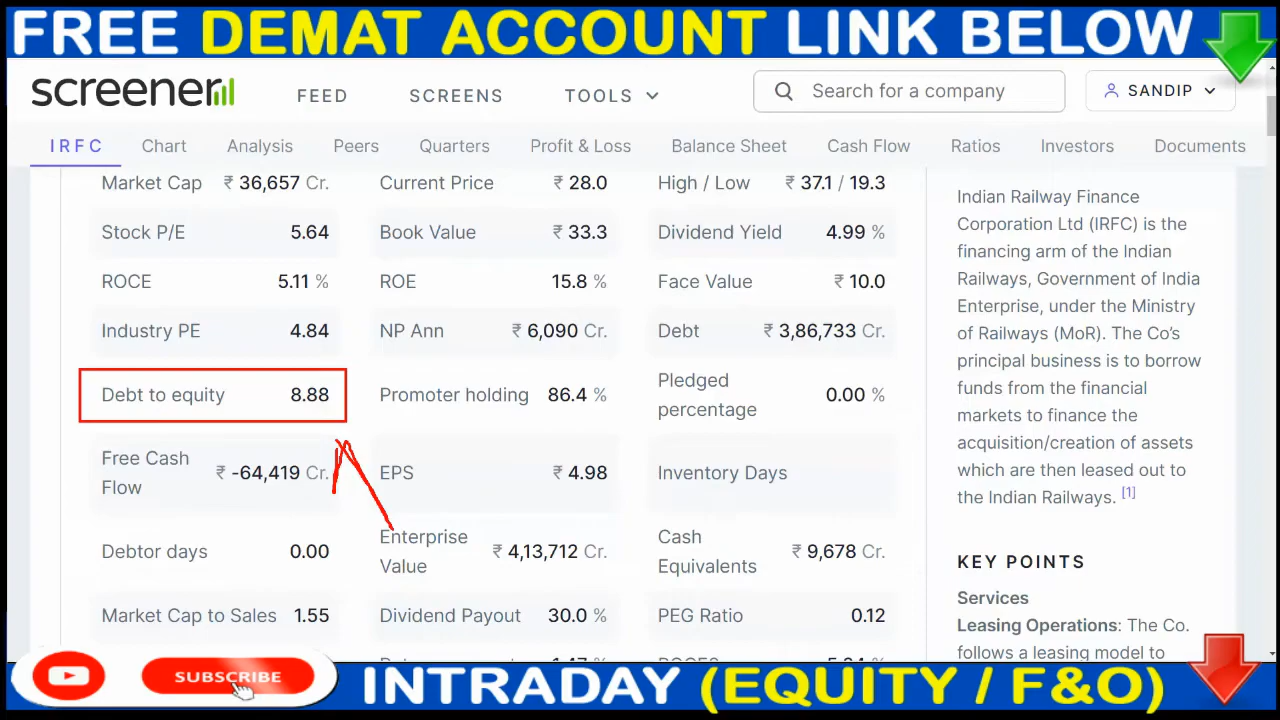 FREE DEMAT ACCOUNT LINK BELOW
screener
FEED SCREENS TOOLS
Search for a company
SANDIP
IRFC Chart Analysis Peers Quarters Profit & Loss Balance Sheet Cash Flow Ratios Investors Documents
Market Cap ₹ 36,657 Cr. Current Price ₹ 28.0 High / Low ₹ 37.1 / 19.3
Stock P/E 5.64 Book Value ₹ 33.3 Dividend Yield 4.99 %
ROCE 5.11 % ROE 15.8 % Face Value ₹ 10.0
Industry PE 4.84 NP Ann ₹ 6,090 Cr. Debt ₹ 3,86,733 Cr.
Debt to equity 8.88 Promoter holding 86.4 % Pledged percentage 0.00 %
Free Cash Flow ₹ -64,419 Cr. EPS ₹ 4.98 Inventory Days
Debtor days 0.00 Enterprise Value ₹ 4,13,712 Cr. Cash Equivalents ₹ 9,678 Cr.
Market Cap to Sales 1.55 Dividend Payout 30.0 % PEG Ratio 0.12
Indian Railway Finance
Corporation Ltd (IRFC) is the
financing arm of the Indian
Railways, Government of India
Enterprise, under the Ministry
of Railways (MoR). The Co's
principal business is to borrow
funds from the financial
markets to finance the
acquisition/creation of assets
which are then leased out to
the Indian Railways. [1]
KEY POINTS
Services
Leasing Operations: The Co.
follows a leasing model to
SUBSCRIBE
INTRADAY (EQUITY / F&O)